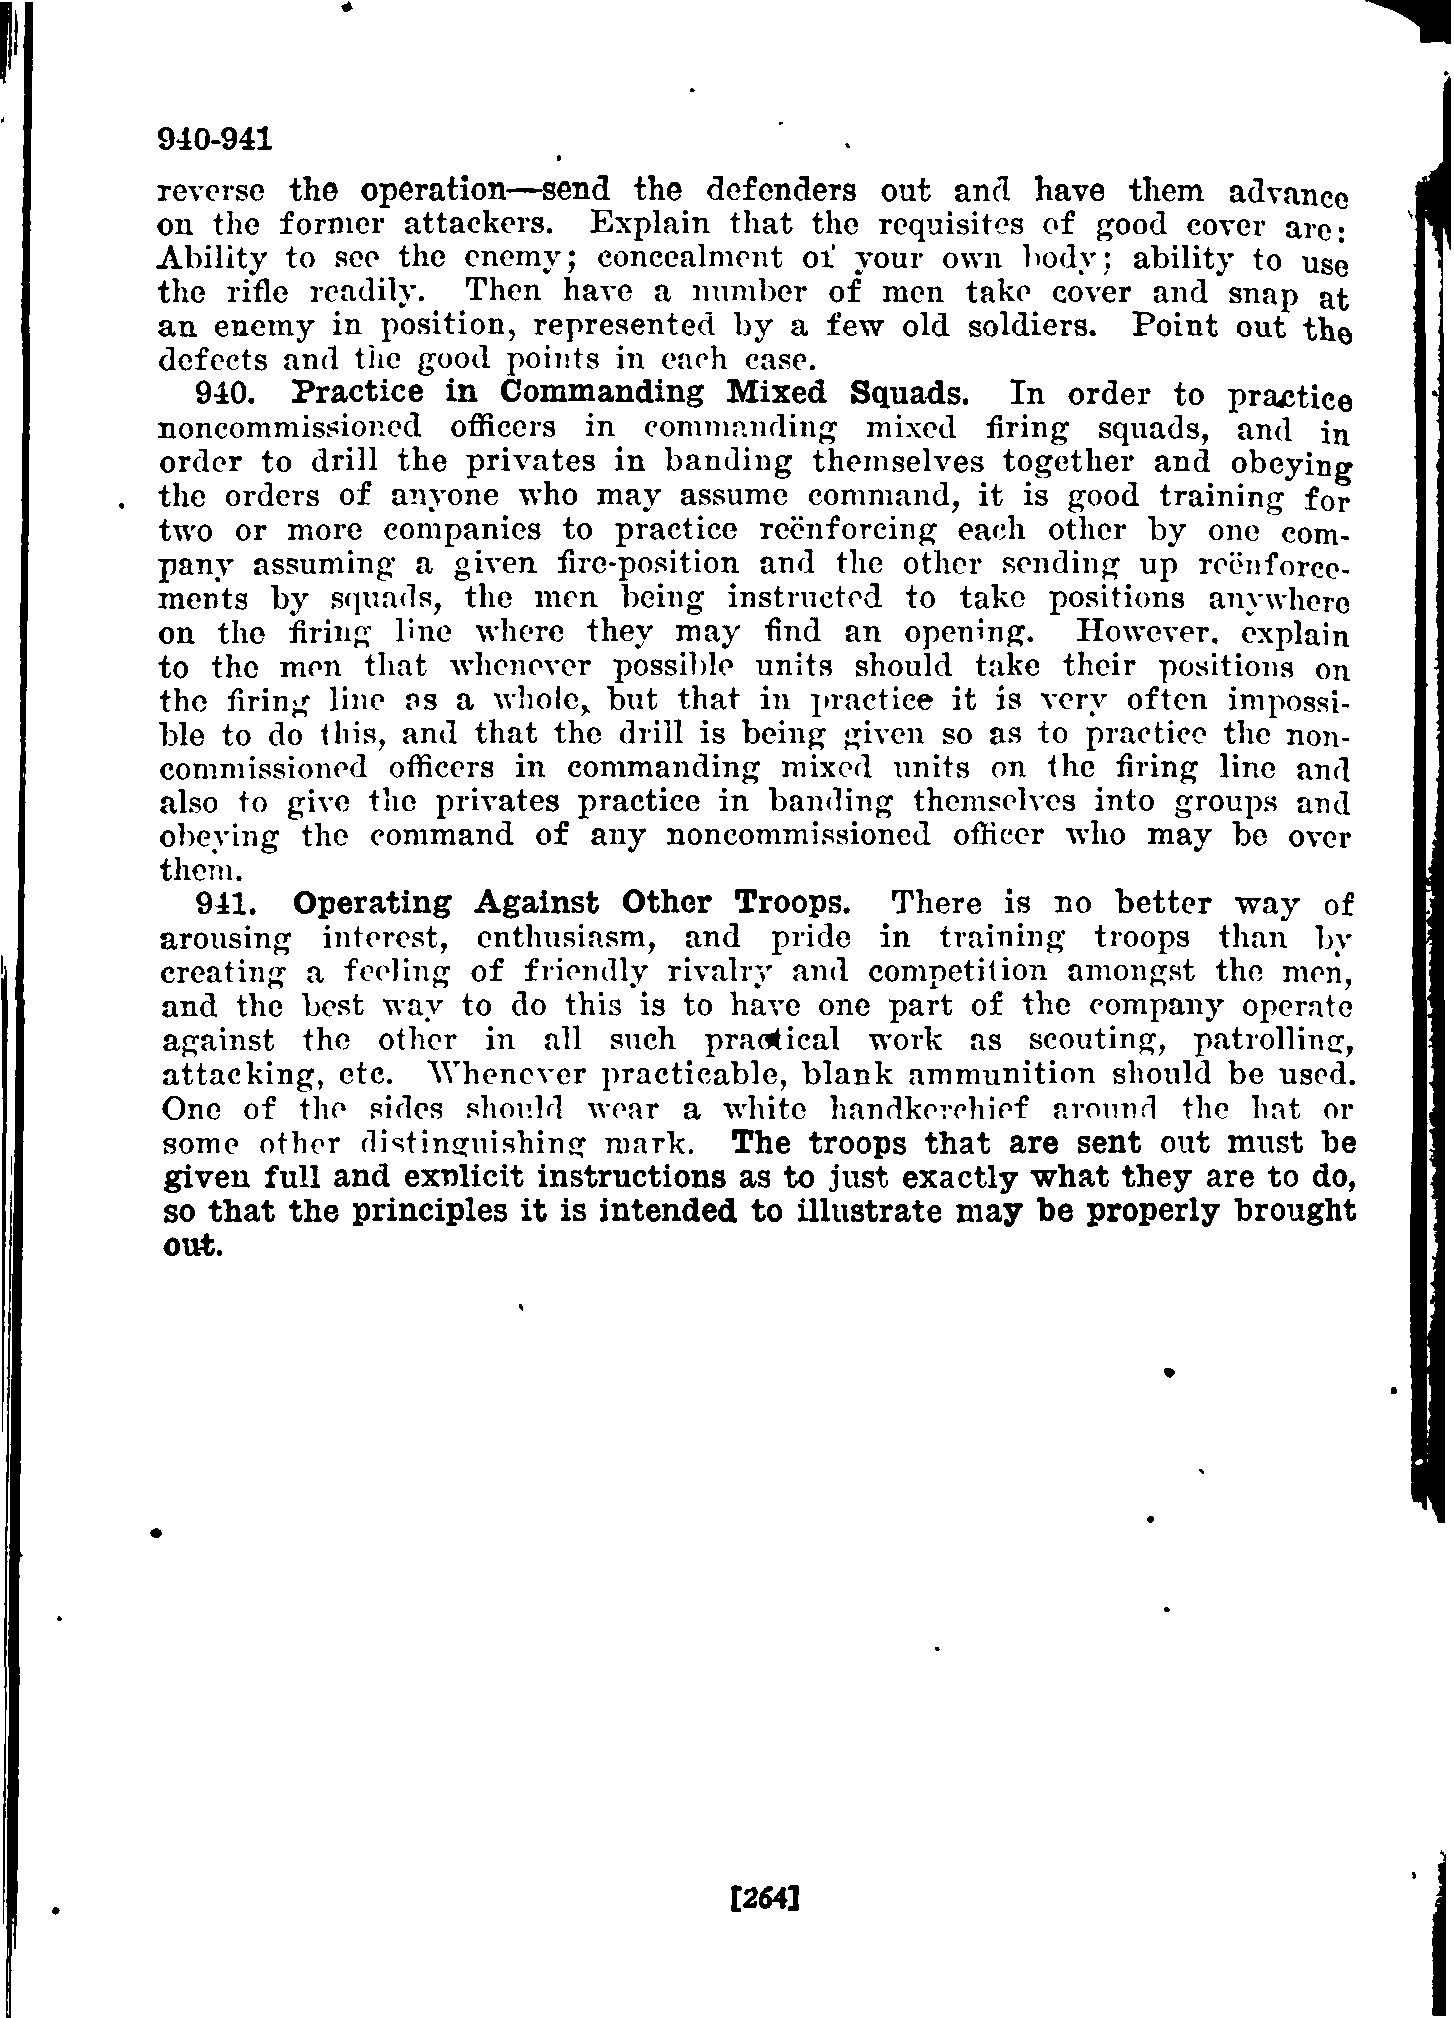 940-941
reverse the operation—send the defenders out and have them advance
on the former attackers. Explain that the requisites of good cover are:
Ability to see the enemy; concealment of your own body; ability to use
the rifle readily. Then have a number of men take cover and snap at
an enemy in position, represented by a few old soldiers. Point out the
defects and the good points in each case.
940. Practice in Commanding Mixed Squads. In order to practice
noncommissioned officers in commanding mixed firing squads, and in
order to drill the privates in banding themselves together and obeying
the orders of anyone who may assume command, it is good training for
two or more companies to practice reënforcing each other by one com-
pany assuming a given fire-position and the other sending up reënforce-
ments by squads, the men being instructed to take positions anywhere
on the firing line where they may find an opening. However, explain
to the men that whenever possible units should take their positions on
the firing line as a whole, but that in practice it is very often impossi-
ble to do this, and that the drill is being given so as to practice the non-
commissioned officers in commanding mixed units on the firing line and
also to give the privates practice in banding themselves into groups and
obeying the command of any noncommissioned officer who may be over
them.
941. Operating Against Other Troops. There is no better way of
arousing interest, enthusiasm, and pride in training troops than by
creating a feeling of friendly rivalry and competition amongst the men,
and the best way to do this is to have one part of the company operate
against the other in all such practical work as scouting, patrolling,
attacking, etc. Whenever practicable, blank ammunition should be used.
One of the sides should wear a white handkerchief around the hat or
some other distinguishing mark. The troops that are sent out must be
given full and explicit instructions as to just exactly what they are to do,
so that the principles it is intended to illustrate may be properly brought
out.
[264]